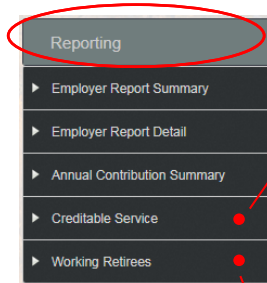 Reporting
Employer Report Summary
Employer Report Detail
Annual Contribution Summary
Creditable Service
Working Retirees